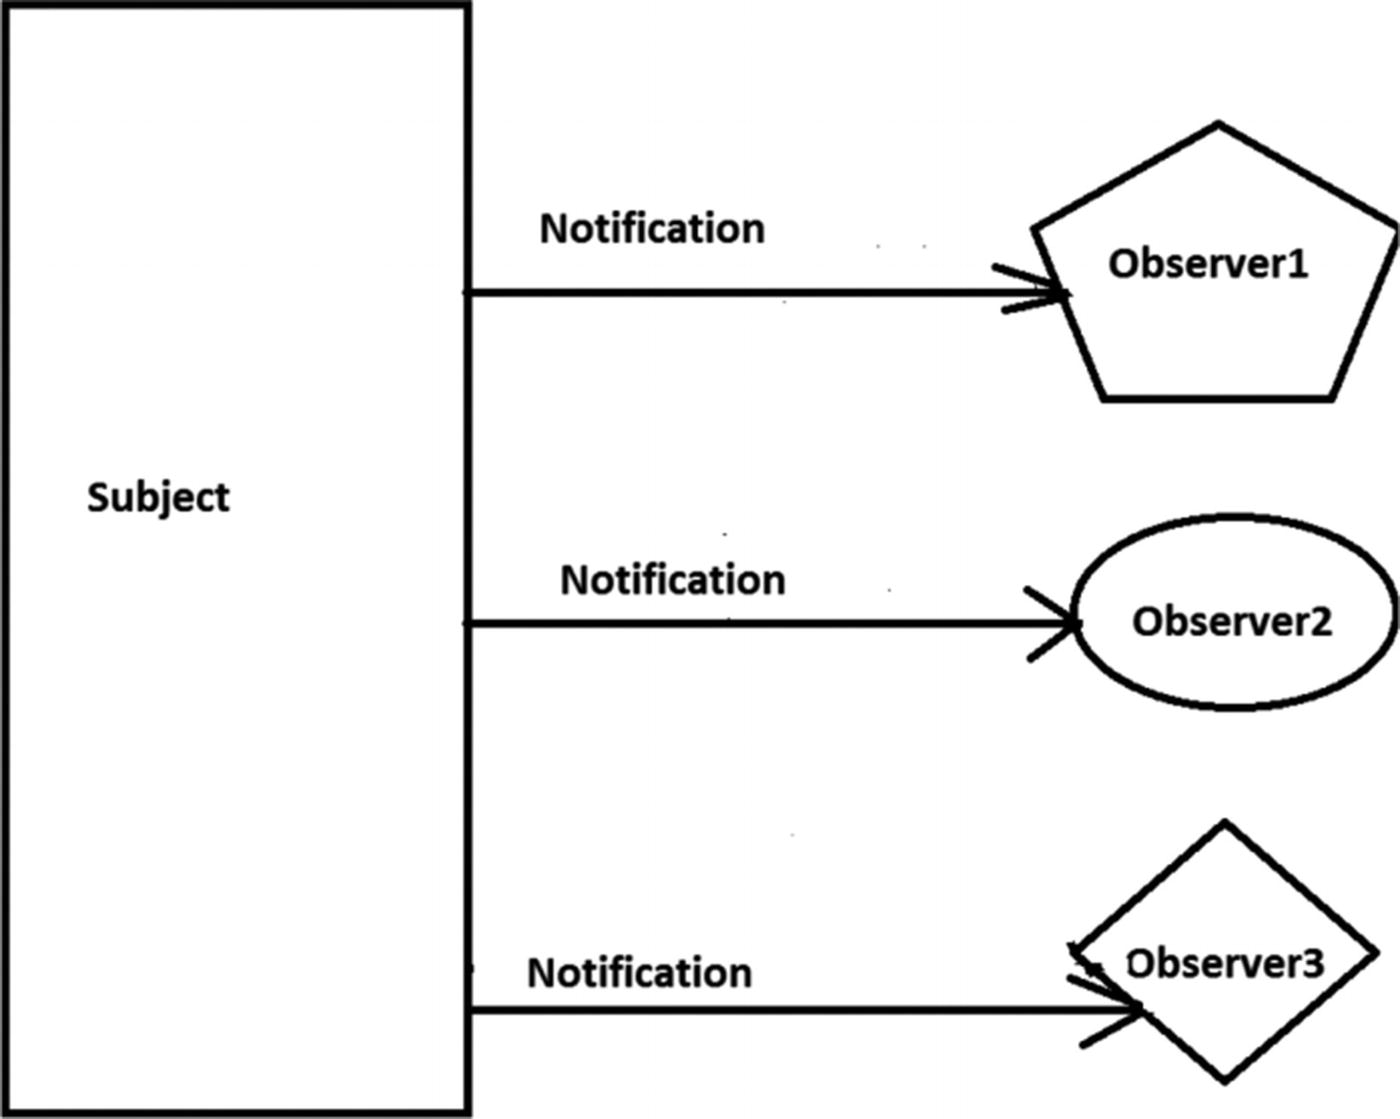 Notification
Observer1
Subject
Notification
Observer2
Notification
Observer3